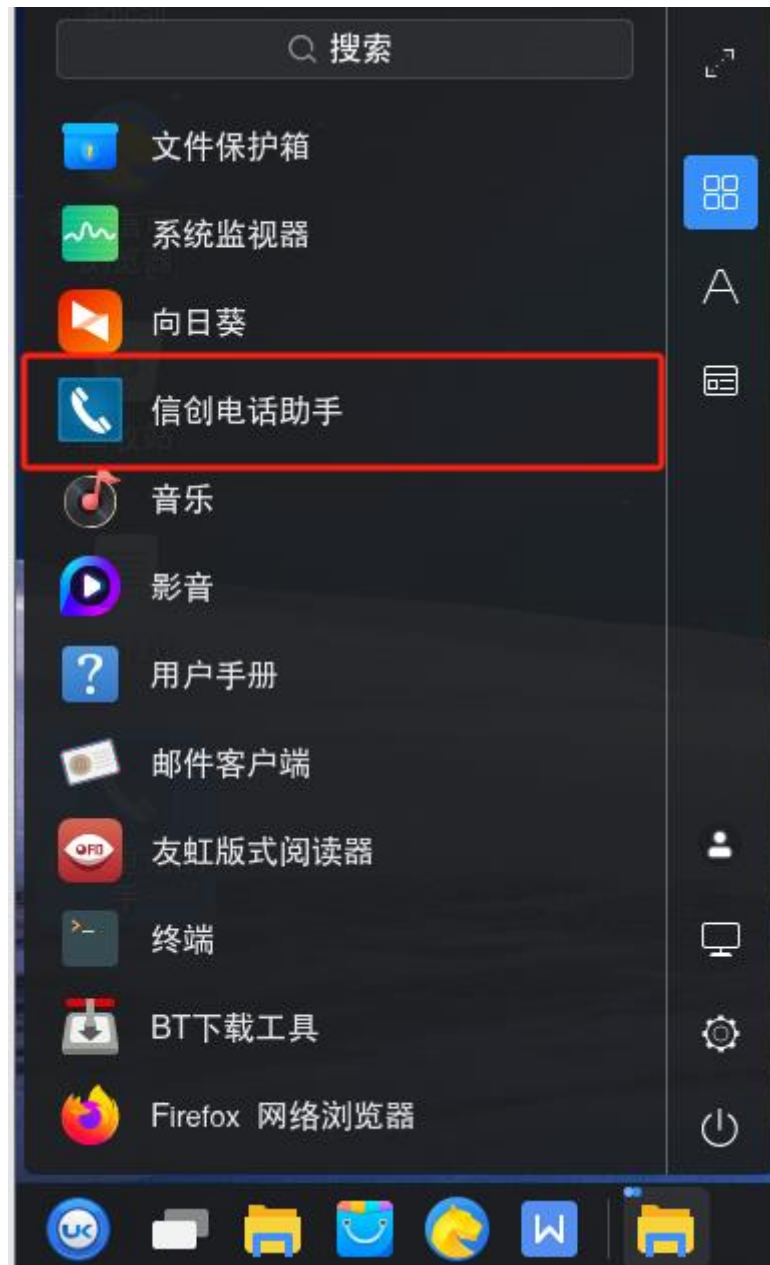 搜索
文件保护箱
系统监视器
向日葵
信创电话助手
音乐
影音
用户手册
邮件客户端
OFD
友虹版式阅读器
>_
终端
BT下载工具
Firefox 网络浏览器
A
UK
W